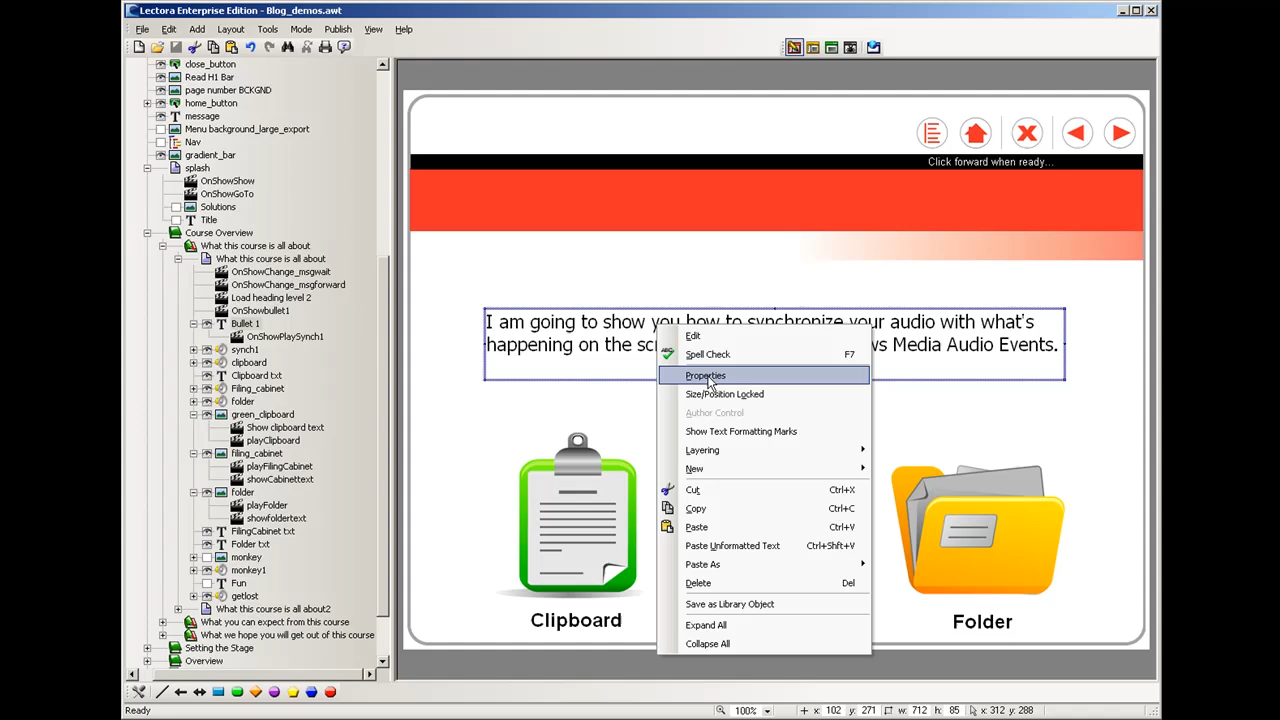 Lectora Enterprise Edition - Blog_demos.awt
File Edit Add Layout Tools Mode Publish View Help
close_button
Read H1 Bar
page number BCKGND
home_button
message
Menu background_large_export
Nav
gradient_bar
splash
OnShowShow
OnShowGoTo
Solutions
Title
Course Overview
What this course is all about
What this course is all about
OnShowChange_msgwait
OnShowChange_msgforward
Load heading level 2
OnShowbullet1
Bullet 1
OnShowPlaySynch1
synch1
clipboard
Clipboard txt
Filing_cabinet
folder
green_clipboard
Show clipboard text
playClipboard
filing_cabinet
playFilingCabinet
showCabinettext
folder
playFolder
showfoldertext
FilingCabinet txt
Folder txt
monkey
monkey1
Fun
getlost
What this course is all about2
What you can expect from this course
What we hope you will get out of this course
Setting the Stage
Overview
Click forward when ready...
I am going to show you how to synchronize your audio with what's
happening on the scr ws Media Audio Events.
Edit
Spell Check F7
Properties
Size/Position Locked
Author Control
Show Text Formatting Marks
Layering
New
Cut Ctrl+X
Copy Ctrl+C
Paste Ctrl+V
Paste Unformatted Text Ctrl+Shft+V
Paste As
Delete Del
Save as Library Object
Expand All
Collapse All
Clipboard
Folder
Ready
100% x: 102 y: 271 w: 712 h: 85 x: 312 y: 288